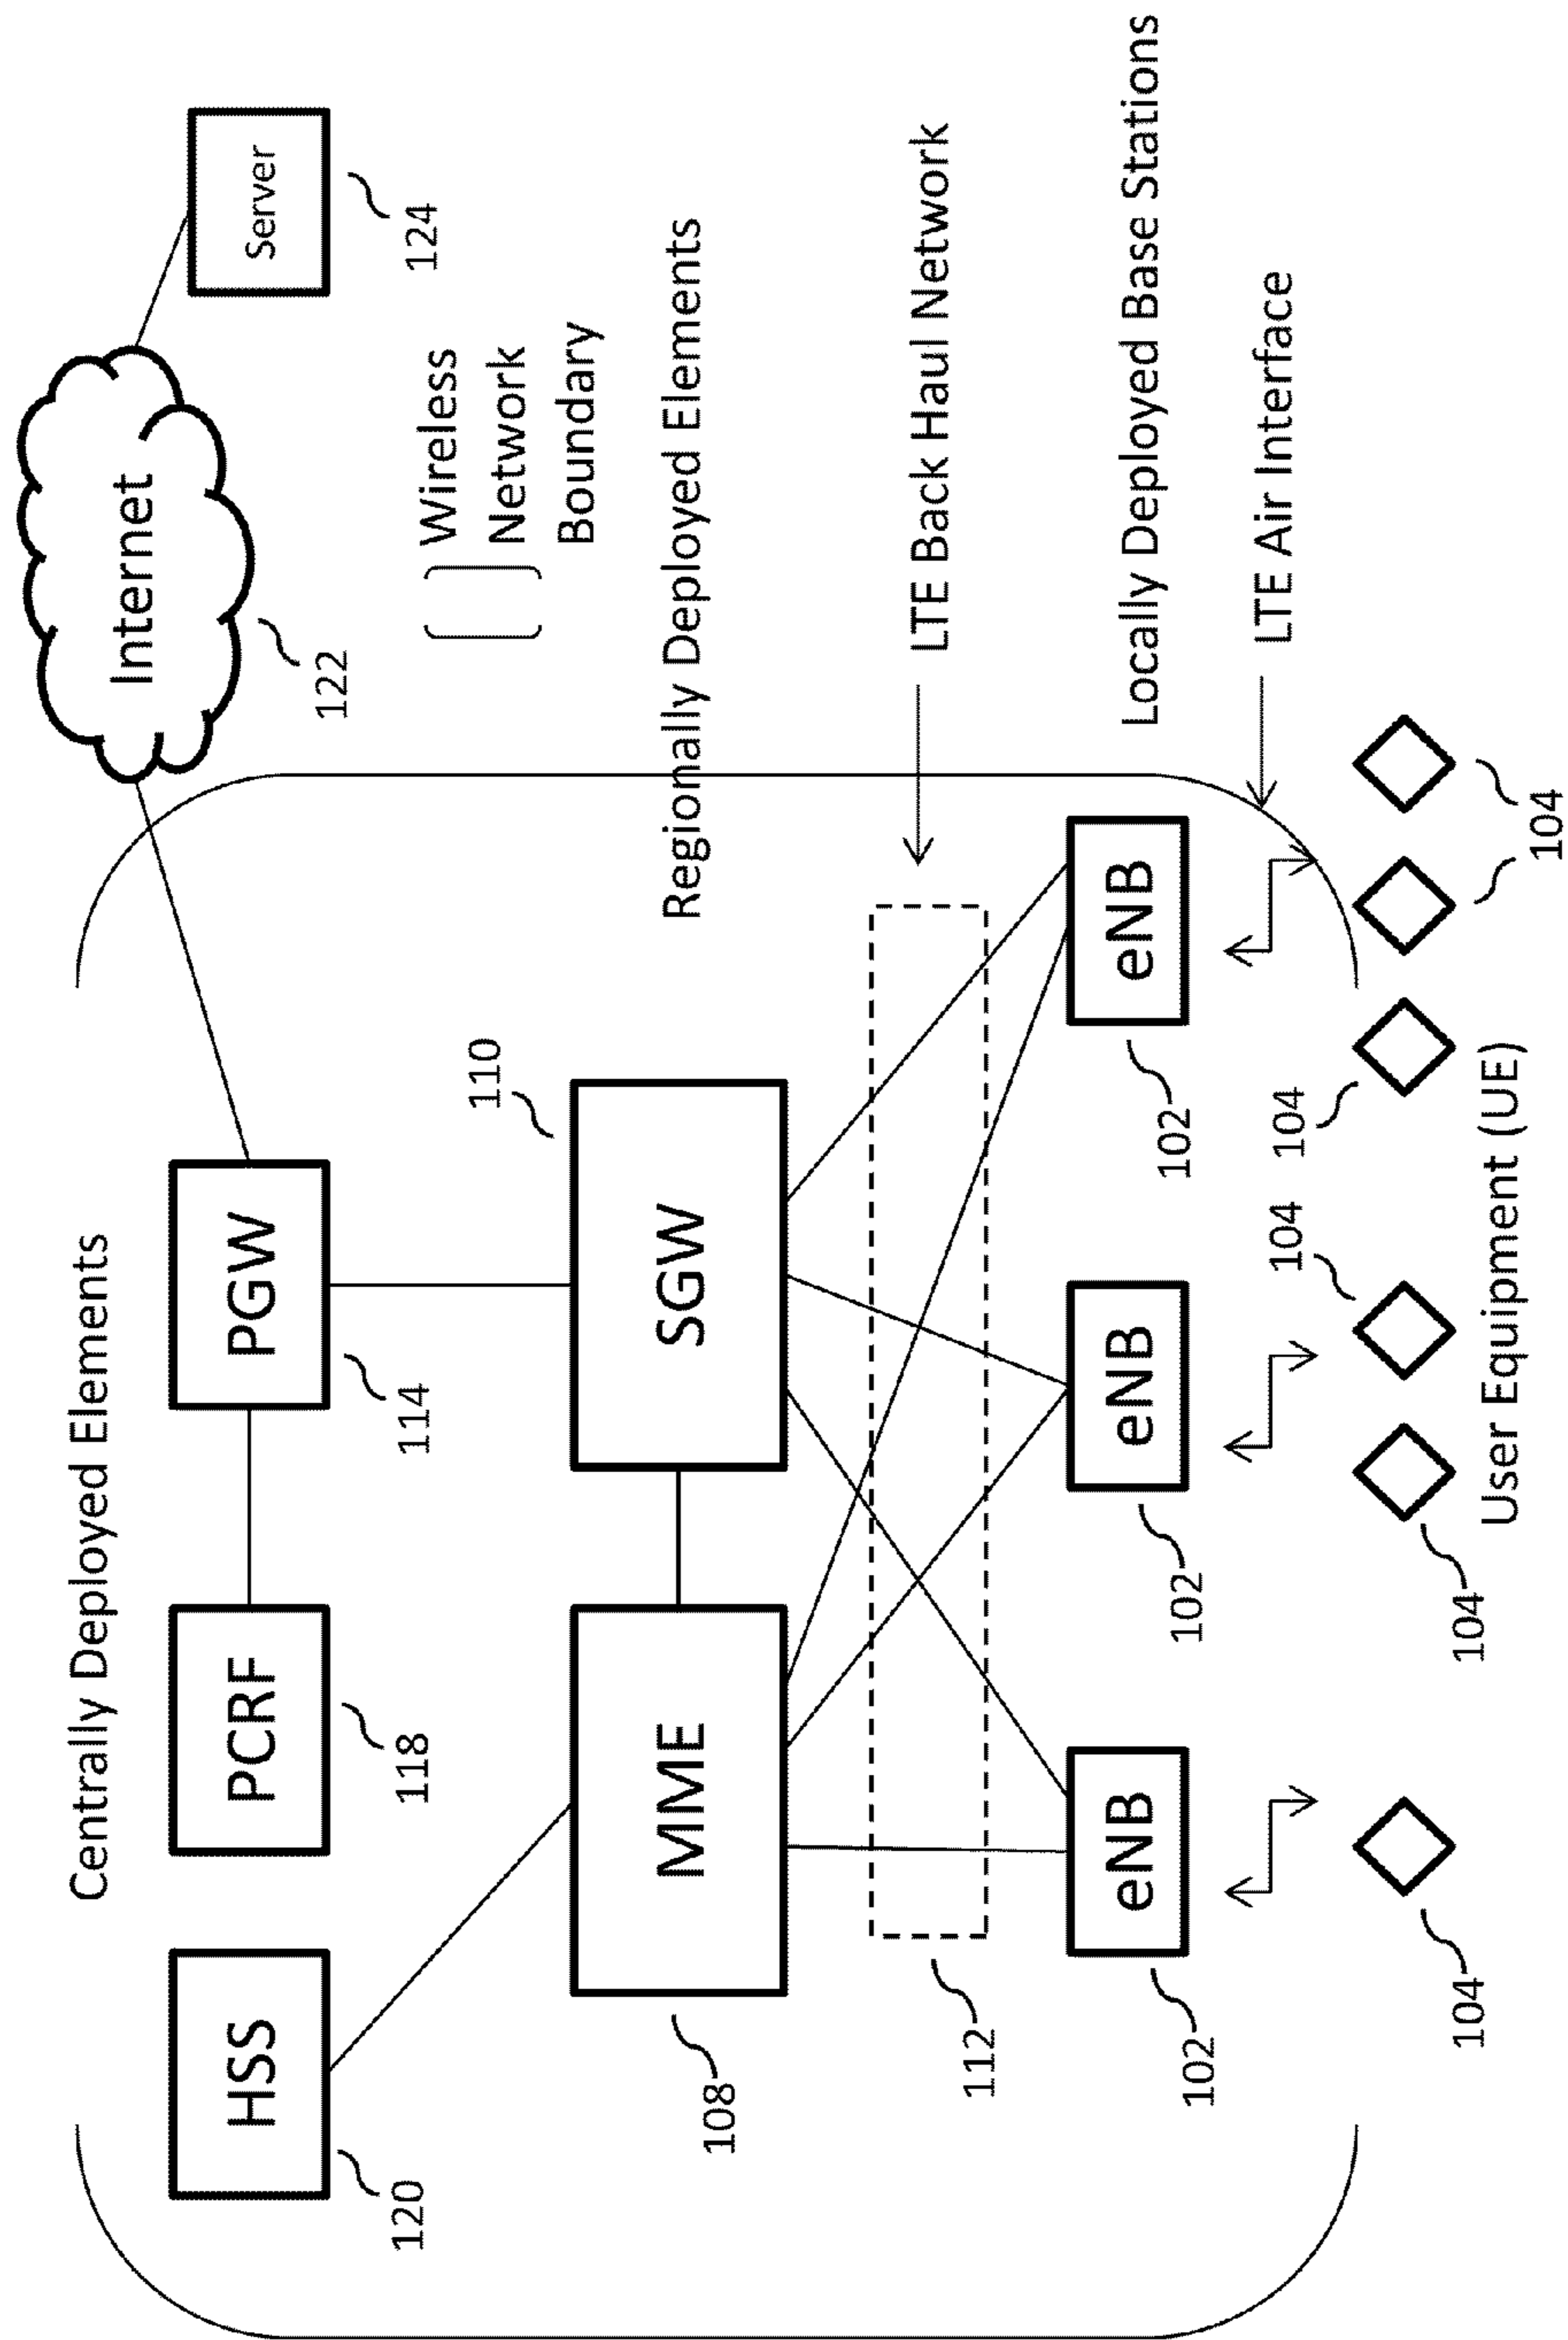 Centrally Deployed Elements
Internet
HSS
PCRF
PGW
Server
120
118
114
122
124
Wireless
Network
Boundary
110
MME
SGW
Regionally Deployed Elements
108
LTE Back Haul Network
112
eNB
eNB
eNB
Locally Deployed Base Stations
102
102
102
LTE Air Interface
104
104
104
104
104
User Equipment (UE)